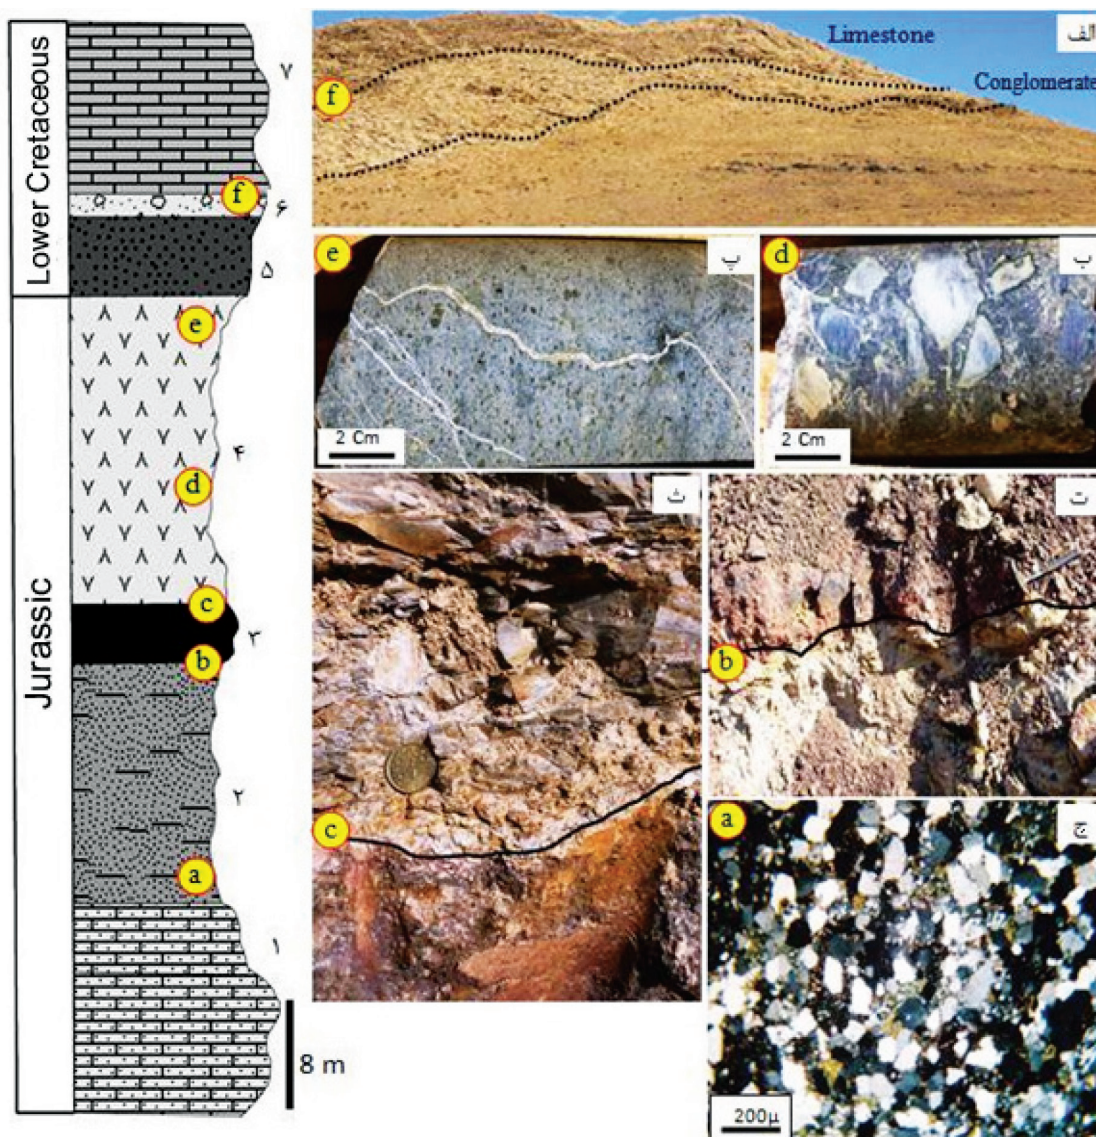 Lower Cretaceous
Jurassic
۷
f
۶
۵
e
۴
d
c
۳
b
۲
a
۱
8 m
الف
Limestone
Conglomerate
f
e
پ
2 Cm
d
ب
2 Cm
ث
c
ت
b
a
ج
200µ